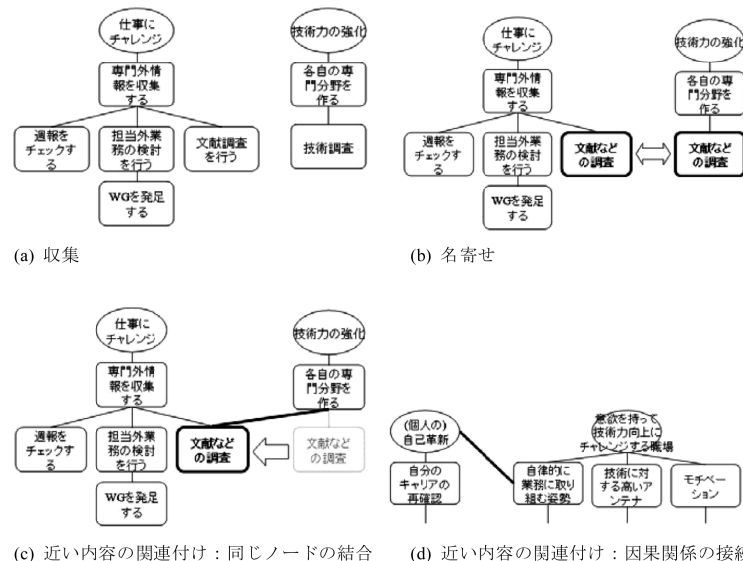 仕事に
チャレンジ
技術力の強化
専門外情
報を収集
する
各自の専
門分野を
作る
週報を
チェックす
る
担当外業
務の検討
を行う
文献調査
を行う
技術調査
WGを発足
する
(a) 収集
仕事に
チャレンジ
技術力の強化
専門外情
報を収集
する
各自の専
門分野を
作る
週報を
チェックす
る
担当外業
務の検討
を行う
文献など
の調査
文献など
の調査
WGを発足
する
(b) 名寄せ
仕事に
チャレンジ
技術力の強化
専門外情
報を収集
する
各自の専
門分野を
作る
週報を
チェックす
る
担当外業
務の検討
を行う
文献など
の調査
文献など
の調査
WGを発足
する
(c) 近い内容の関連付け：同じノードの結合
(個人の)
自己革新
意欲を持って
技術力向上に
チャレンジする職場
自分の
キャリアの
再確認
自律的に
業務に取り
組む姿勢
技術に対
する高いア
ンテナ
モチベー
ション
(d) 近い内容の関連付け：因果関係の接続